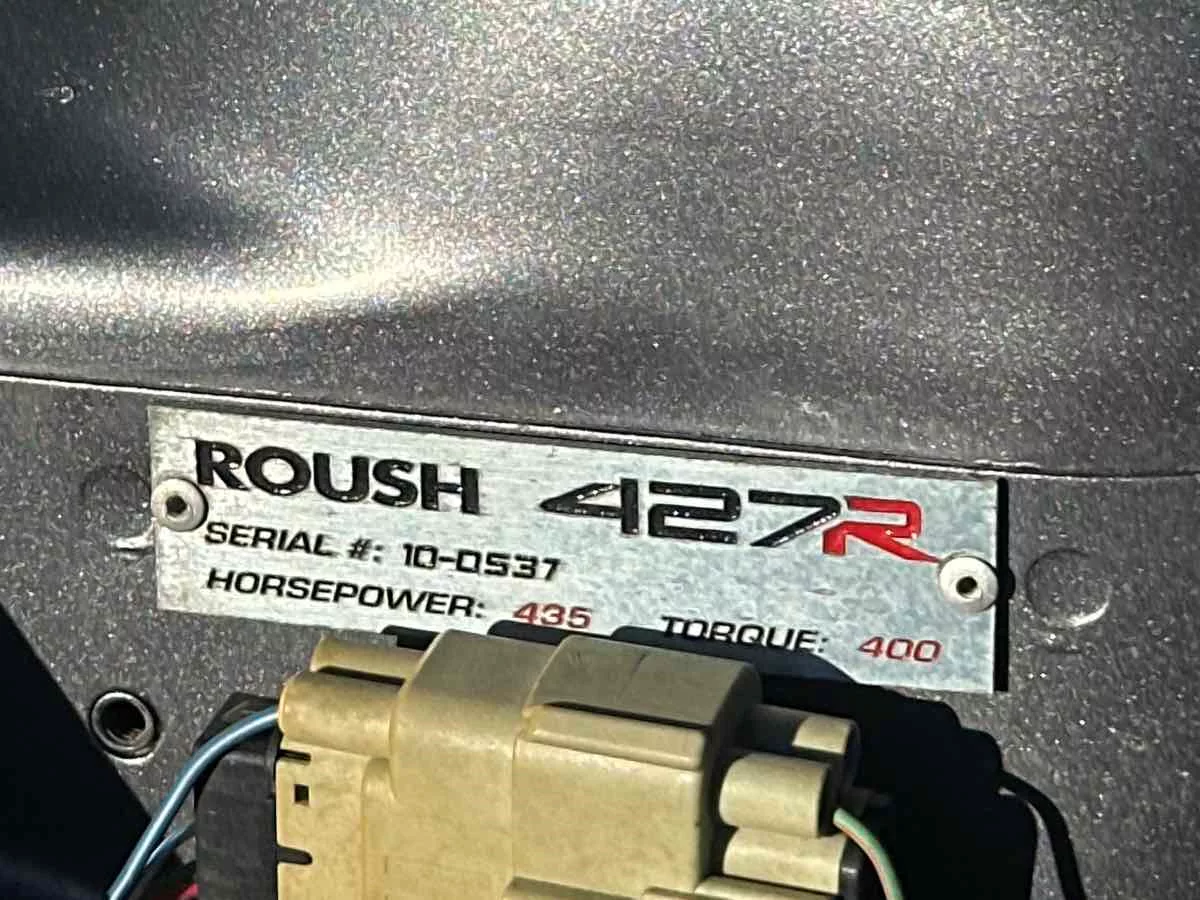 ROUSH 427R
SERIAL #: 10-0537
HORSEPOWER: 435 TORQUE: 400